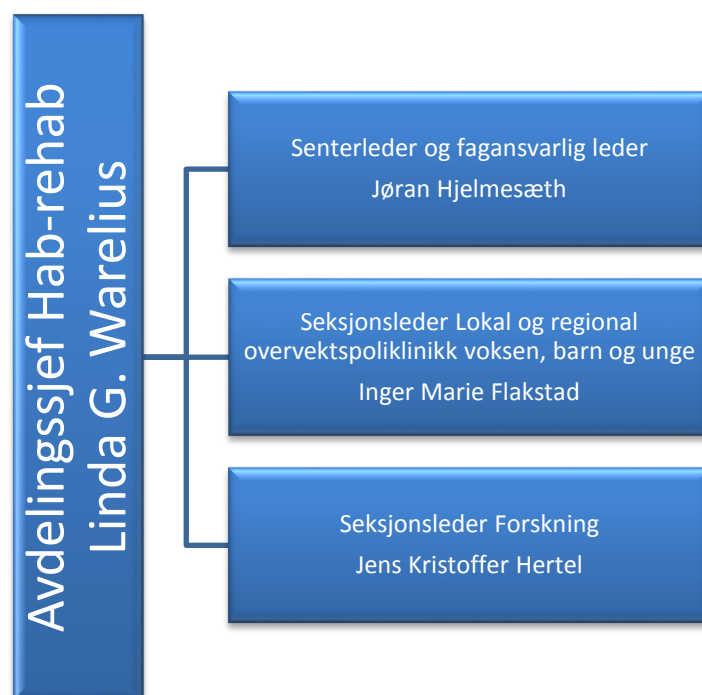 Avdelingssjef Hab-rehab
Linda G. Warelius
Senterleder og fagansvarlig leder
Jøran Hjelmesæth
Seksjonsleder Lokal og regional
overvektspoliklinikk voksen, barn og unge
Inger Marie Flakstad
Seksjonsleder Forskning
Jens Kristoffer Hertel